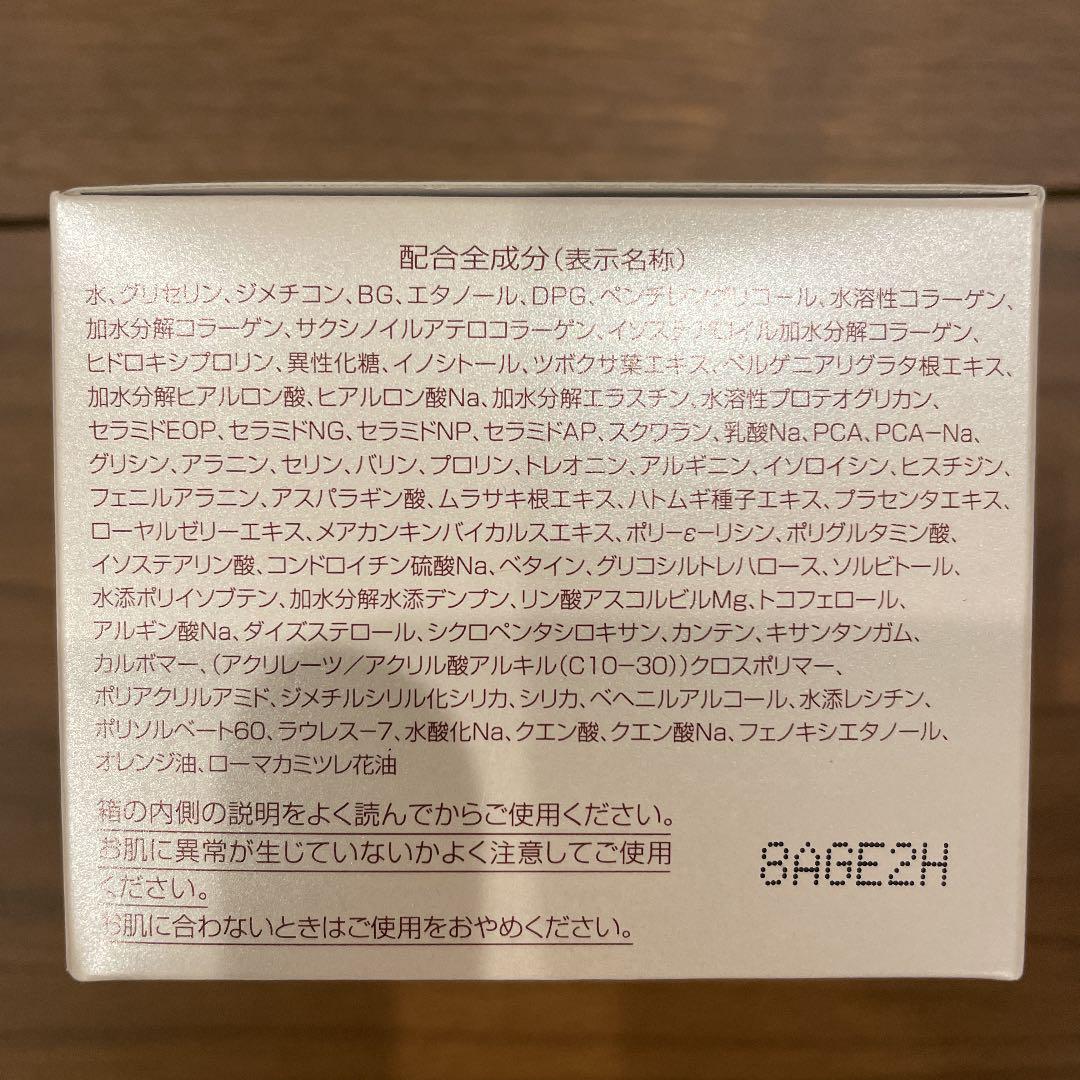 配合全成分(表示名称)
水、グリセリン、ジメチコン、BG、エタノール、DPG、ペンチレングリコール、水溶性コラーゲン、
加水分解コラーゲン、サクシノイルアテロコラーゲン、イソステアロイル加水分解コラーゲン、
ヒドロキシプロリン、異性化糖、イノシトール、ツボクサ葉エキス、ベルゲニアリグラタ根エキス、
加水分解ヒアルロン酸、ヒアルロン酸Na、加水分解エラスチン、水溶性プロテオグリカン、
セラミドEOP、セラミドNG、セラミドNP、セラミドAP、スクワラン、乳酸Na、PCA、PCA-Na、
グリシン、アラニン、セリン、バリン、プロリン、トレオニン、アルギニン、イソロイシン、ヒスチジン、
フェニルアラニン、アスパラギン酸、ムラサキ根エキス、ハトムギ種子エキス、プラセンタエキス、
ローヤルゼリーエキス、メアカンキンバイカルスエキス、ポリ-ε-リシン、ポリグルタミン酸、
イソステアリン酸、コンドロイチン硫酸Na、ベタイン、グリコシルトレハロース、ソルビトール、
水添ポリイソブテン、加水分解水添デンプン、リン酸アスコルビルMg、トコフェロール、
アルギン酸Na、ダイズステロール、シクロペンタシロキサン、カンテン、キサンタンガム、
カルボマー、(アクリレーツ/アクリル酸アルキル(C10-30))クロスポリマー、
ポリアクリルアミド、ジメチルシリル化シリカ、シリカ、ベヘニルアルコール、水添レシチン、
ポリソルベート60、ラウレス-7、水酸化Na、クエン酸、クエン酸Na、フェノキシエタノール、
オレンジ油、ローマカミツレ花油
箱の内側の説明をよく読んでからご使用ください。
お肌に異常が生じていないかよく注意してご使用
ください。
お肌に合わないときはご使用をおやめください。
8AGE2H